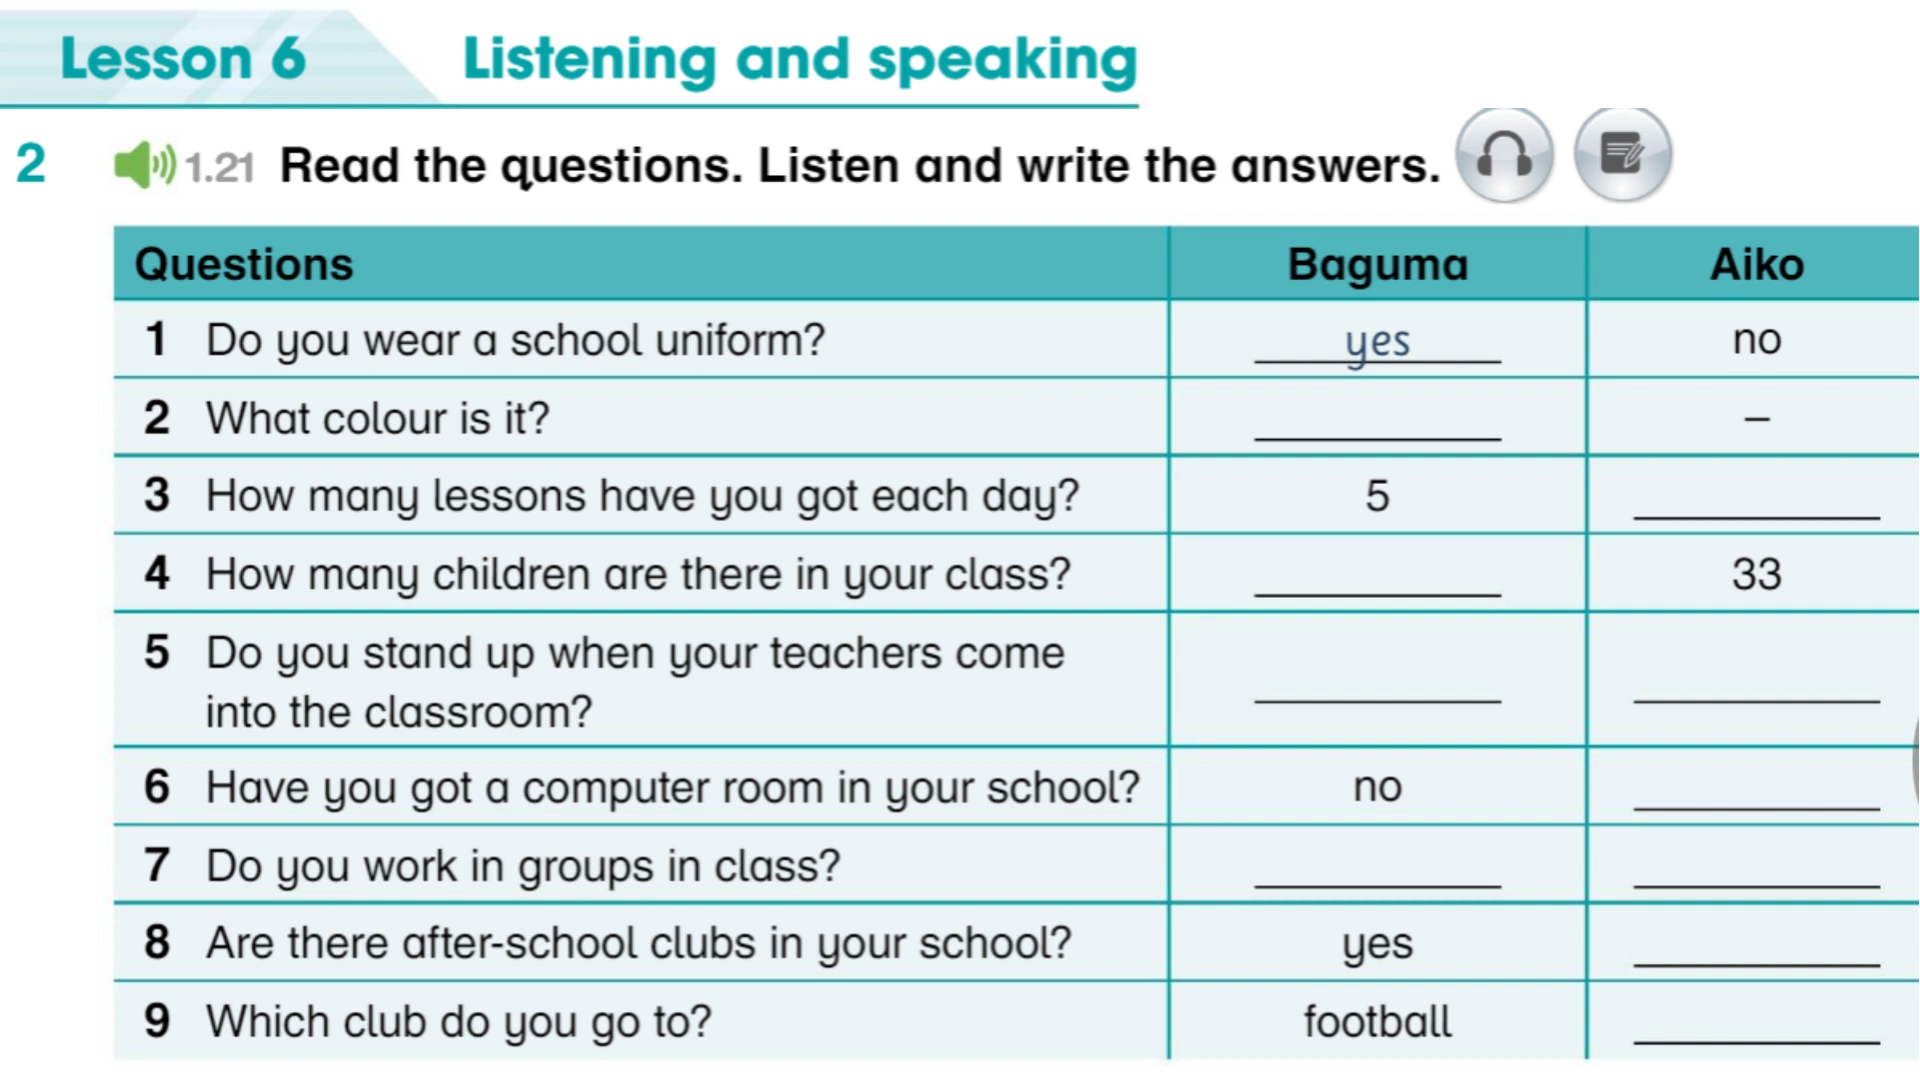 Lesson 6 Listening and speaking
2 1.21 Read the questions. Listen and write the answers.
Questions Baguma Aiko
1 Do you wear a school uniform? yes no
2 What colour is it? –
3 How many lessons have you got each day? 5
4 How many children are there in your class? 33
5 Do you stand up when your teachers come
into the classroom?
6 Have you got a computer room in your school? no
7 Do you work in groups in class?
8 Are there after-school clubs in your school? yes
9 Which club do you go to? football